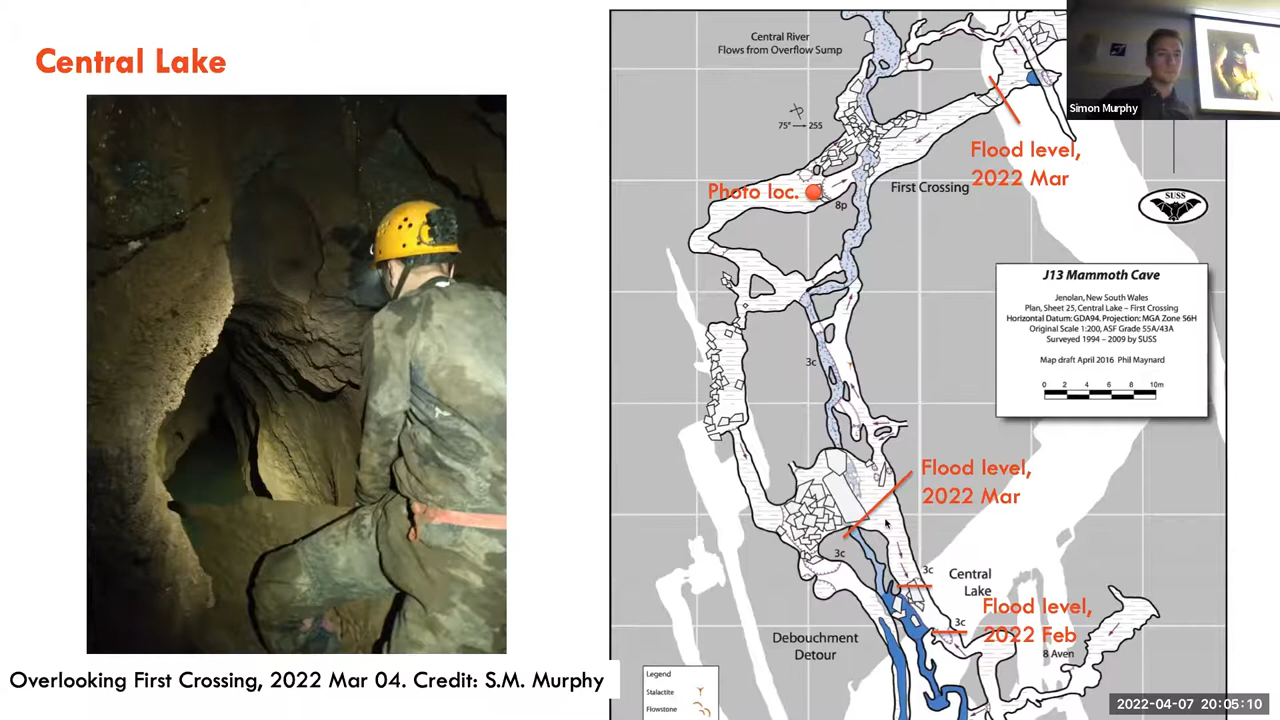 Central Lake
Overlooking First Crossing, 2022 Mar 04. Credit: S.M. Murphy
Central River
Flows from Overflow Sump
75° → 255
Flood level,
2022 Mar
Photo loc.
First Crossing
8p
SUSS
J13 Mammoth Cave
Jenolan, New South Wales
Plan, Sheet 25, Central Lake – First Crossing
Horizontal Datum: GDA94. Projection: MGA Zone 56H
Original Scale 1:200, ASF Grade 55A/43A
Surveyed 1994 – 2009 by SUSS
Map draft April 2016 Phil Maynard
0 2 4 6 8 10m
3c
Flood level,
2022 Mar
3c
3c
Central
Lake
Flood level,
2022 Feb
3c
8 Aven
Debouchment
Detour
Legend
Stalactite
Flowstone
Simon Murphy
2022-04-07 20:05:10